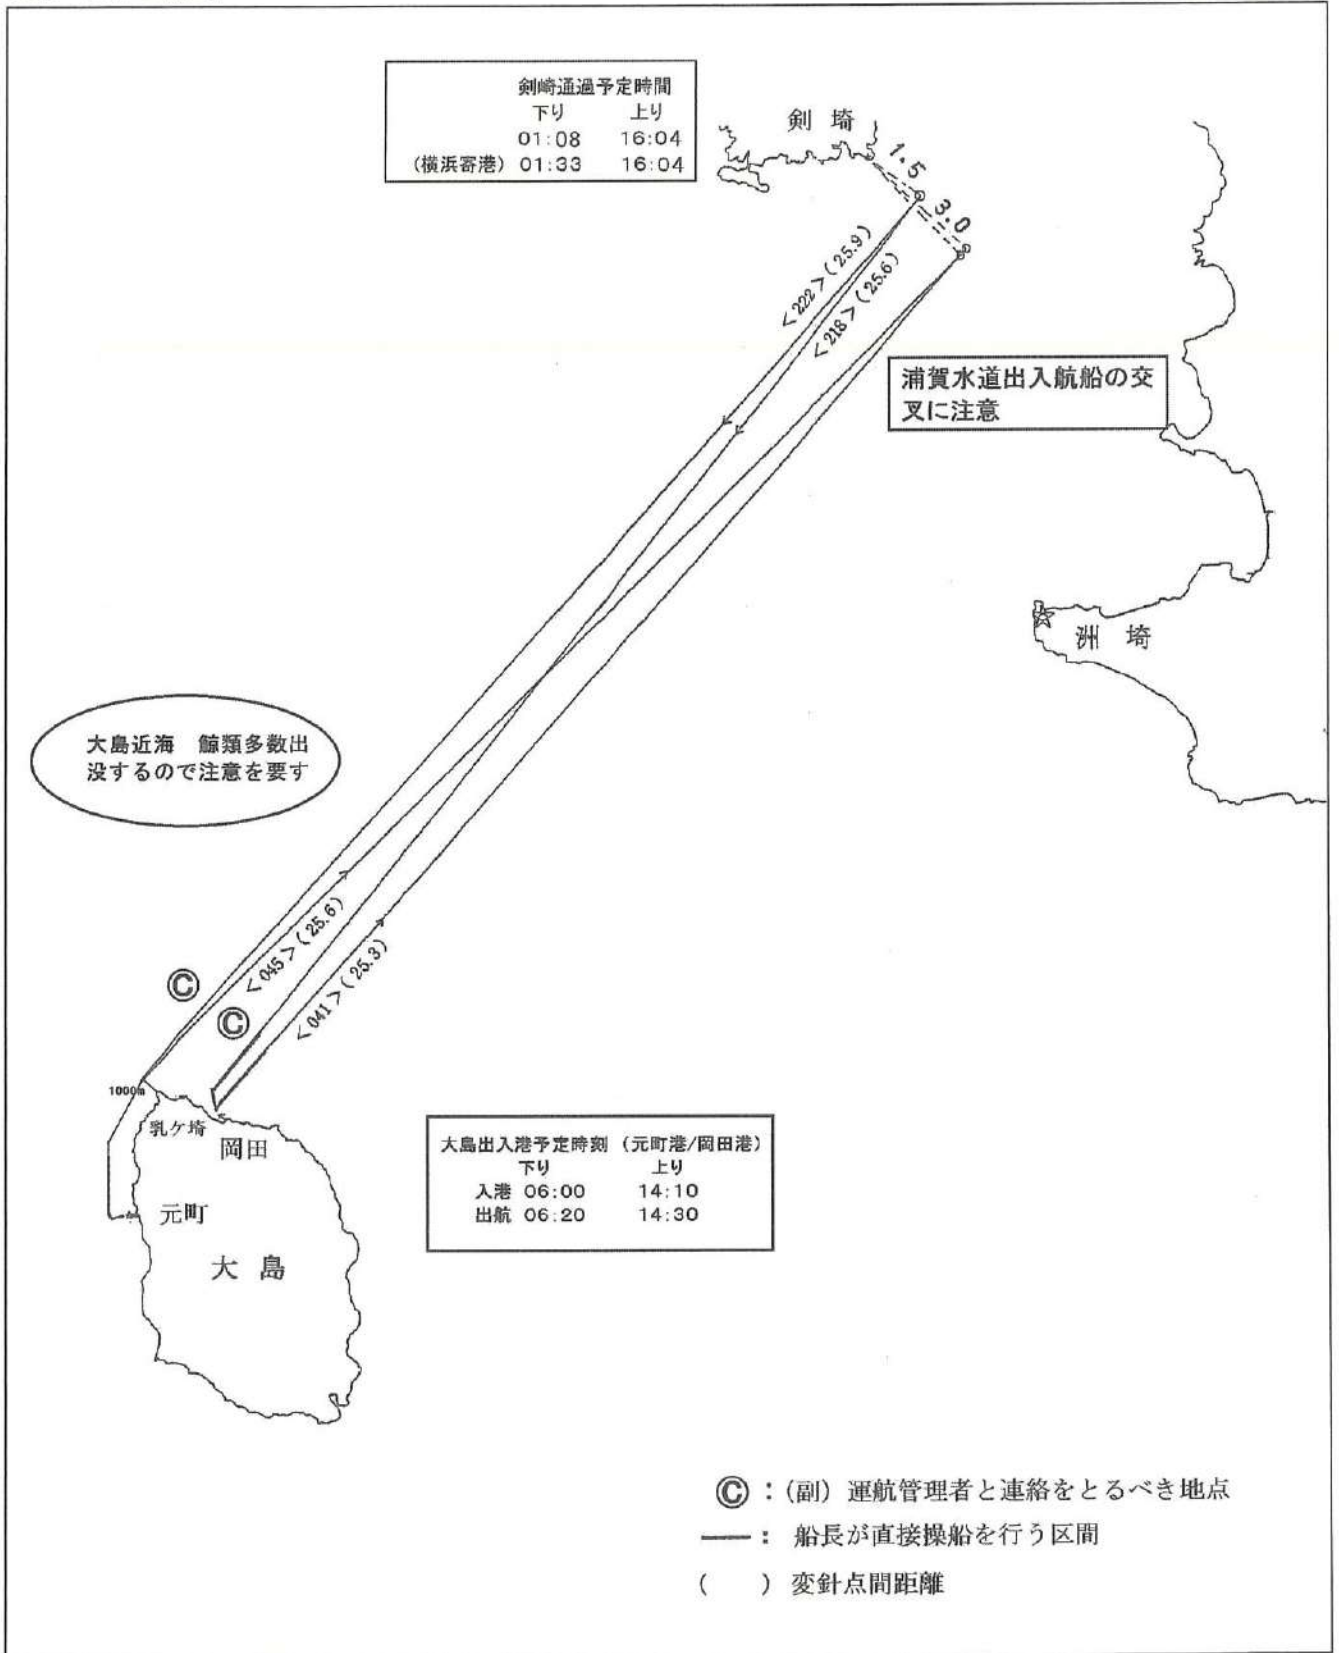 剣崎通過予定時間
下り 上り
01:08 16:04
(横浜寄港) 01:33 16:04
剣 埼
1.5
3.0
<222>(25.9)
<218>(25.6)
浦賀水道出入航船の交
叉に注意
洲 埼
大島近海 鯨類多数出
没するので注意を要す
<045>(25.6)
<041>(25.3)
Ⓒ
Ⓒ
1000m
乳ケ埼
岡田
元町
大 島
大島出入港予定時刻 (元町港/岡田港)
下り 上り
入港 06:00 14:10
出航 06:20 14:30
Ⓒ:(副) 運航管理者と連絡をとるべき地点
―: 船長が直接操船を行う区間
( ) 変針点間距離